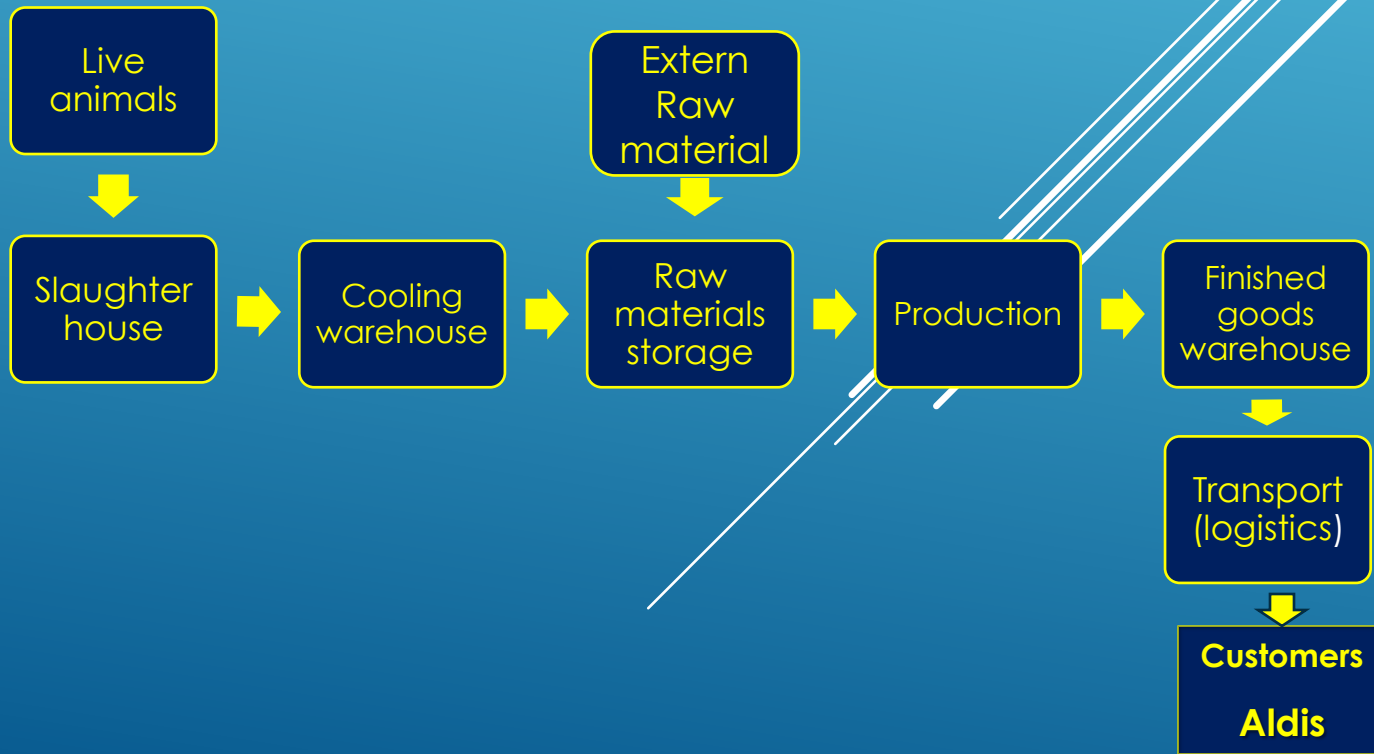 Live
animals
Extern
Raw
material
Slaughter
house
Cooling
warehouse
Raw
materials
storage
Production
Finished
goods
warehouse
Transport
(logistics)
Customers
Aldis